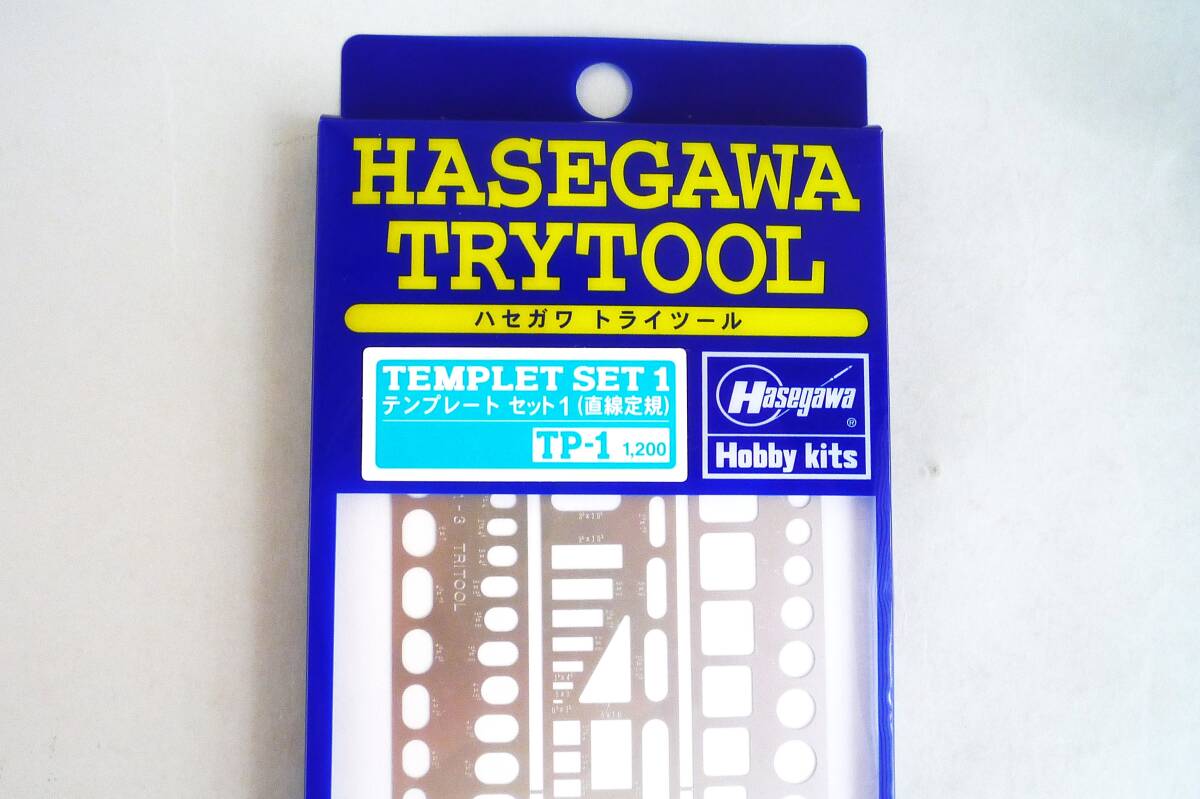 HASEGAWA
TRYTOOL
ハセガワ トライツール
TEMPLET SET 1
テンプレート セット1(直線定規)
TP-1 1,200
Hasegawa
®
Hobby kits
TRITOOL